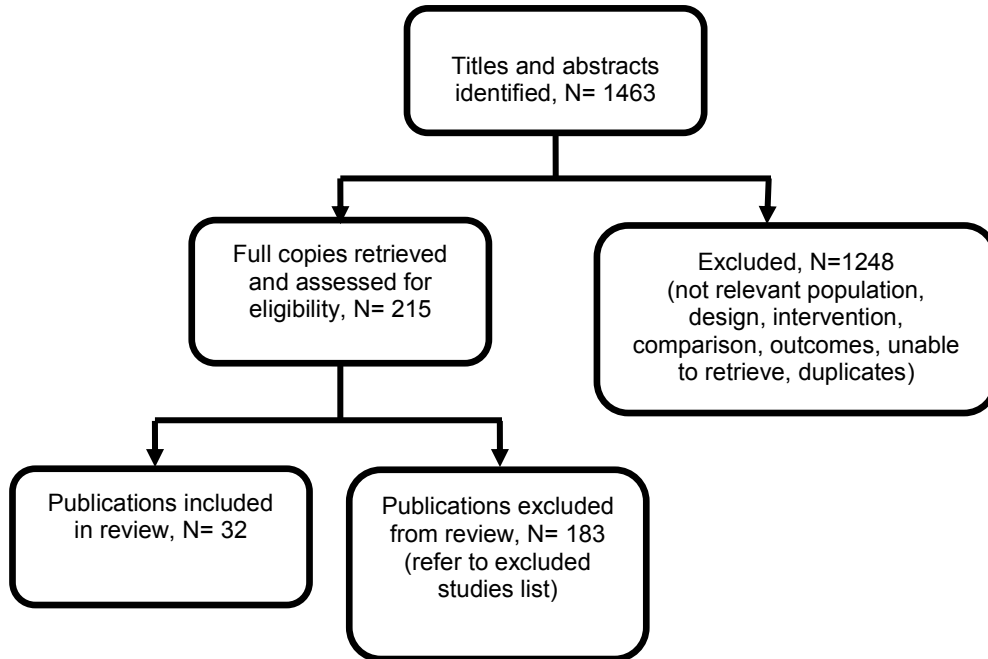 Titles and abstracts
identified, N= 1463
Full copies retrieved
and assessed for
eligibility, N= 215
Excluded, N=1248
(not relevant population,
design, intervention,
comparison, outcomes, unable
to retrieve, duplicates)
Publications included
in review, N= 32
Publications excluded
from review, N= 183
(refer to excluded
studies list)